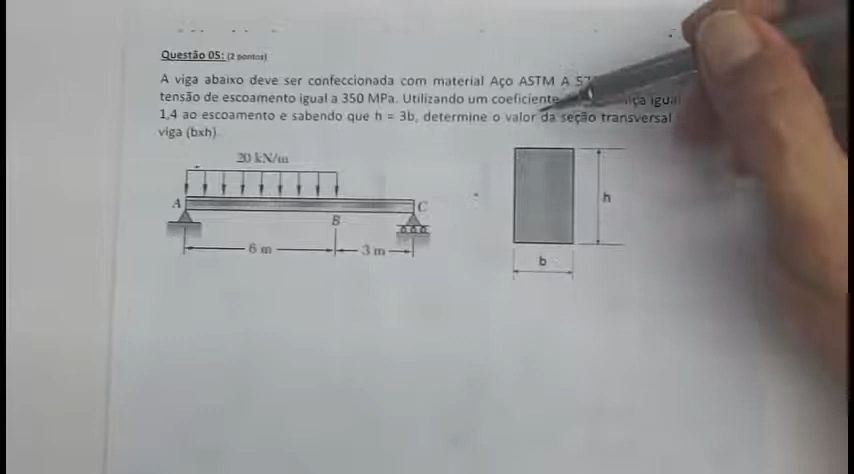 Questão 05: (2 pontos)
A viga abaixo deve ser confeccionada com material Aço ASTM A
tensão de escoamento igual a 350 MPa. Utilizando um coeficiente igual
1,4 ao escoamento e sabendo que h = 3b, determine o valor da seção transversal
viga (bxh).
20 kN/m
A
C
B
h
6 m
3 m
b